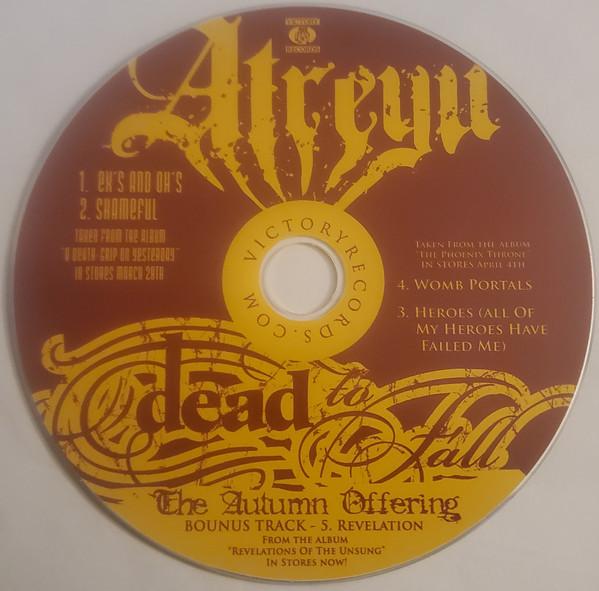 VICTORY
RECORDS
Atreyu
1. EX'S AND OH'S
2. SHAMEFUL
TAKEN FROM THE ALBUM
"A DEATH-GRIP ON YESTERDAY"
IN STORES MARCH 28TH
VICTORYRECORDS.COM
TAKEN FROM THE ALBUM
"THE PHOENIX THRONE"
IN STORES APRIL 4TH
4. WOMB PORTALS
3. HEROES (ALL OF
MY HEROES HAVE
FAILED ME)
dead to fall
The Autumn Offering
BOUNUS TRACK - 5. REVELATION
FROM THE ALBUM
"REVELATIONS OF THE UNSUNG"
IN STORES NOW!